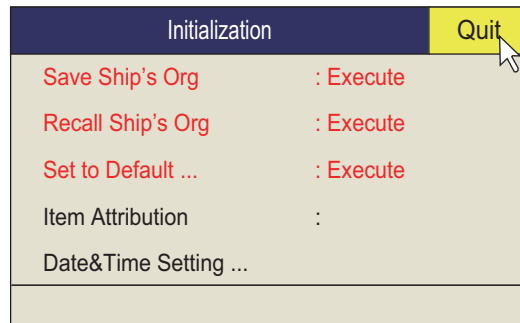 Initialization Quit
Save Ship's Org : Execute
Recall Ship's Org : Execute
Set to Default ... : Execute
Item Attribution :
Date&Time Setting ...